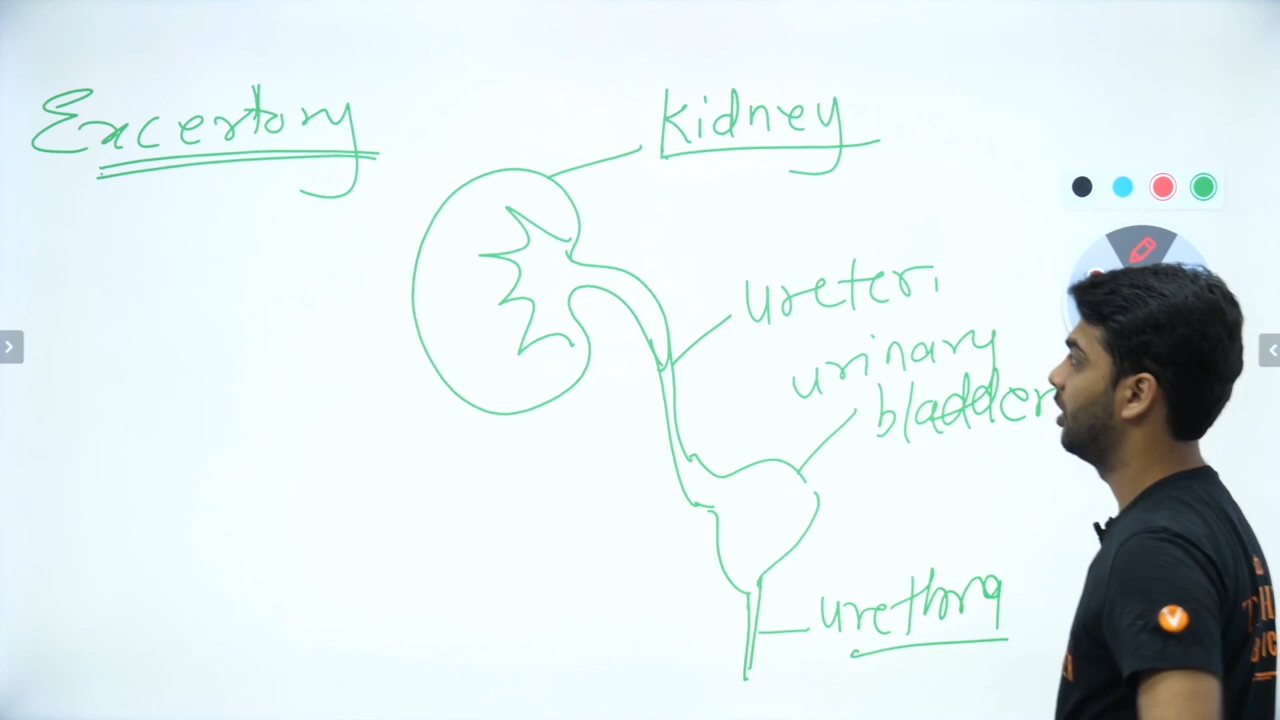 Excertory
kidney
ureter.
urinary
bladder
urethra
V